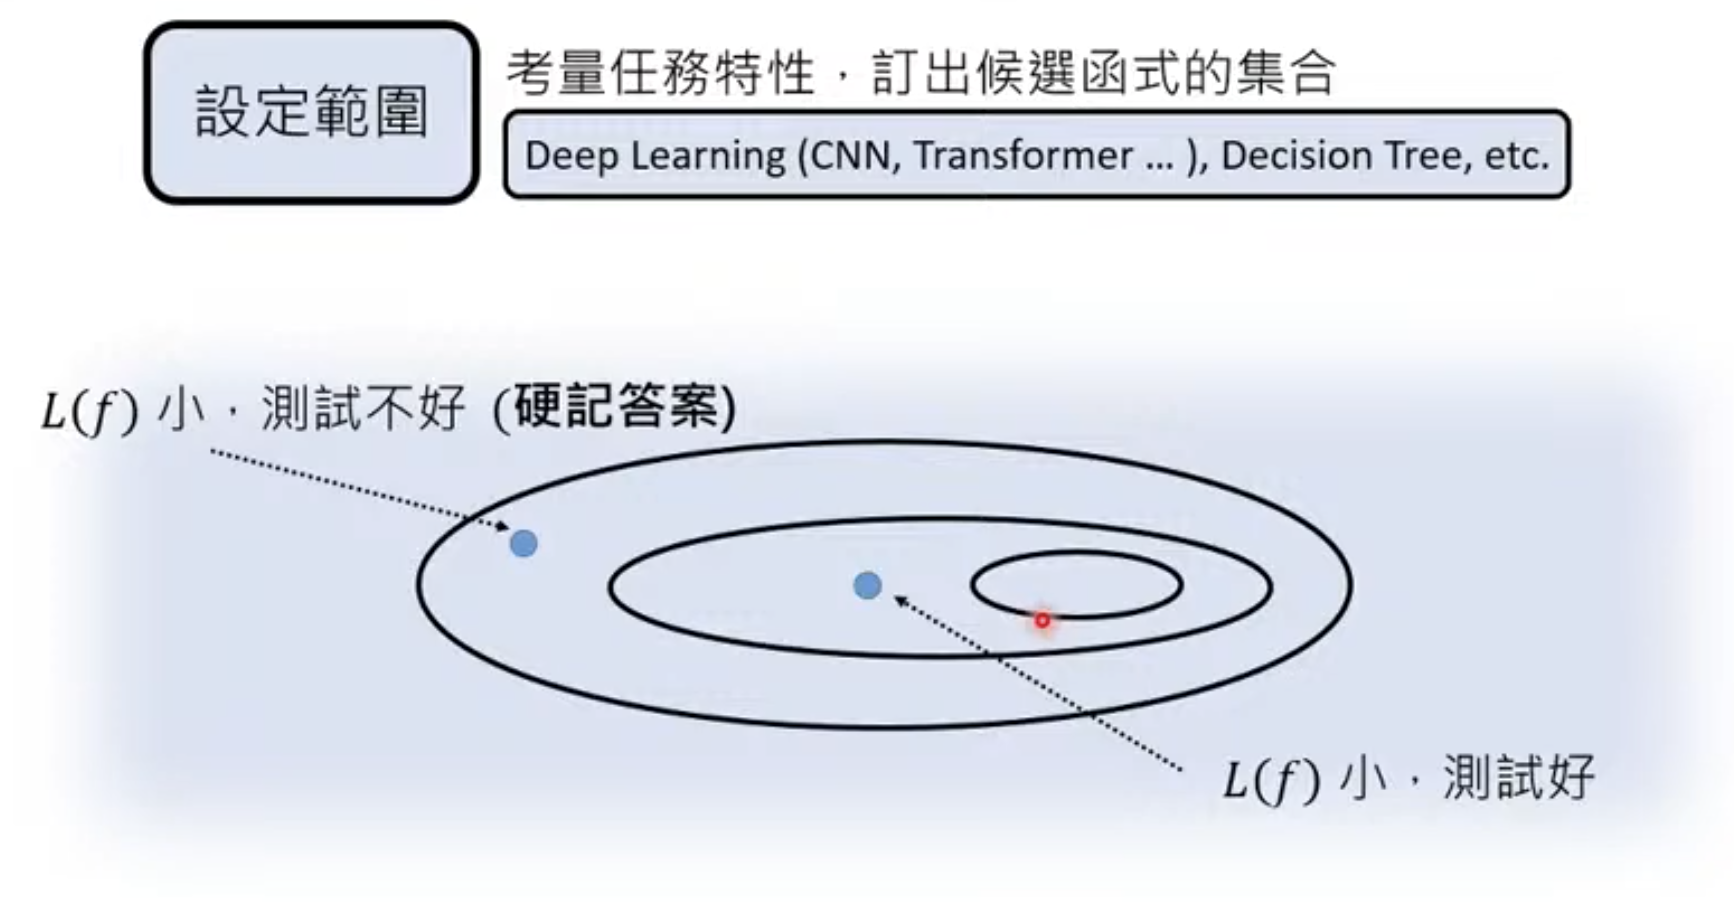 設定範圍
考量任務特性，訂出候選函式的集合
Deep Learning (CNN, Transformer … ), Decision Tree, etc.
L(f) 小，測試不好 (硬記答案)
L(f) 小，測試好